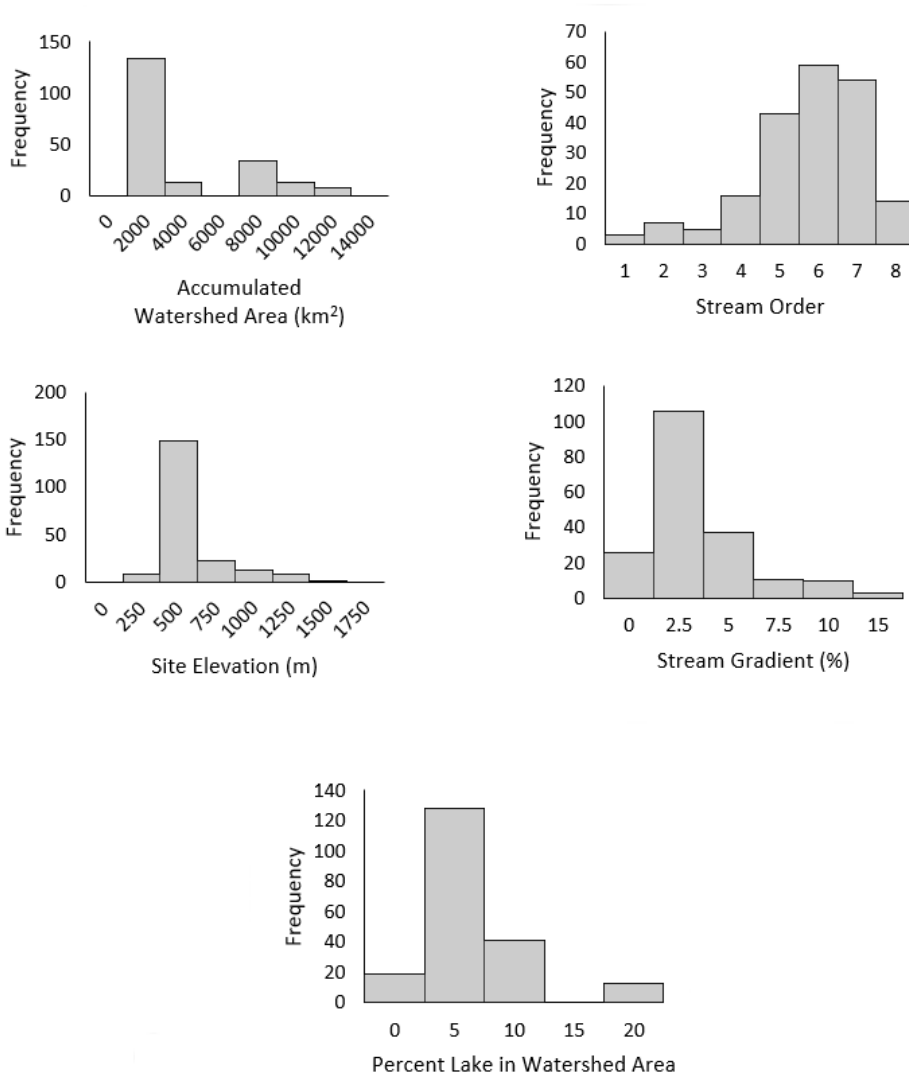 150
100
50
0
Frequency
0 2000 4000 6000 8000 10000 12000 14000
Accumulated
Watershed Area (km²)
70
60
50
40
30
20
10
0
Frequency
1 2 3 4 5 6 7 8
Stream Order
200
150
100
50
0
Frequency
0 250 500 750 1000 1250 1500 1750
Site Elevation (m)
120
100
80
60
40
20
0
Frequency
0 2.5 5 7.5 10 15
Stream Gradient (%)
140
120
100
80
60
40
20
0
Frequency
0 5 10 15 20
Percent Lake in Watershed Area